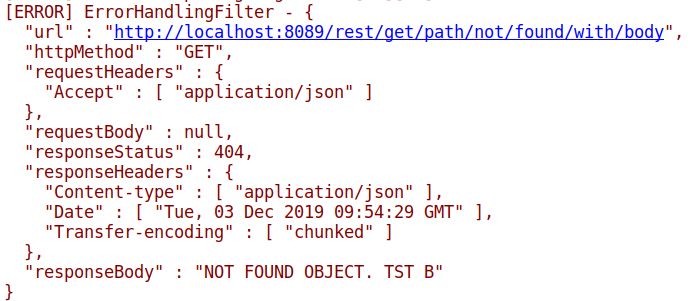 [ERROR] ErrorHandlingFilter - {
  "url" : "http://localhost:8089/rest/get/path/not/found/with/body",
  "httpMethod" : "GET",
  "requestHeaders" : {
    "Accept" : [ "application/json" ]
  },
  "requestBody" : null,
  "responseStatus" : 404,
  "responseHeaders" : {
    "Content-type" : [ "application/json" ],
    "Date" : [ "Tue, 03 Dec 2019 09:54:29 GMT" ],
    "Transfer-encoding" : [ "chunked" ]
  },
  "responseBody" : "NOT FOUND OBJECT. TST B"
}